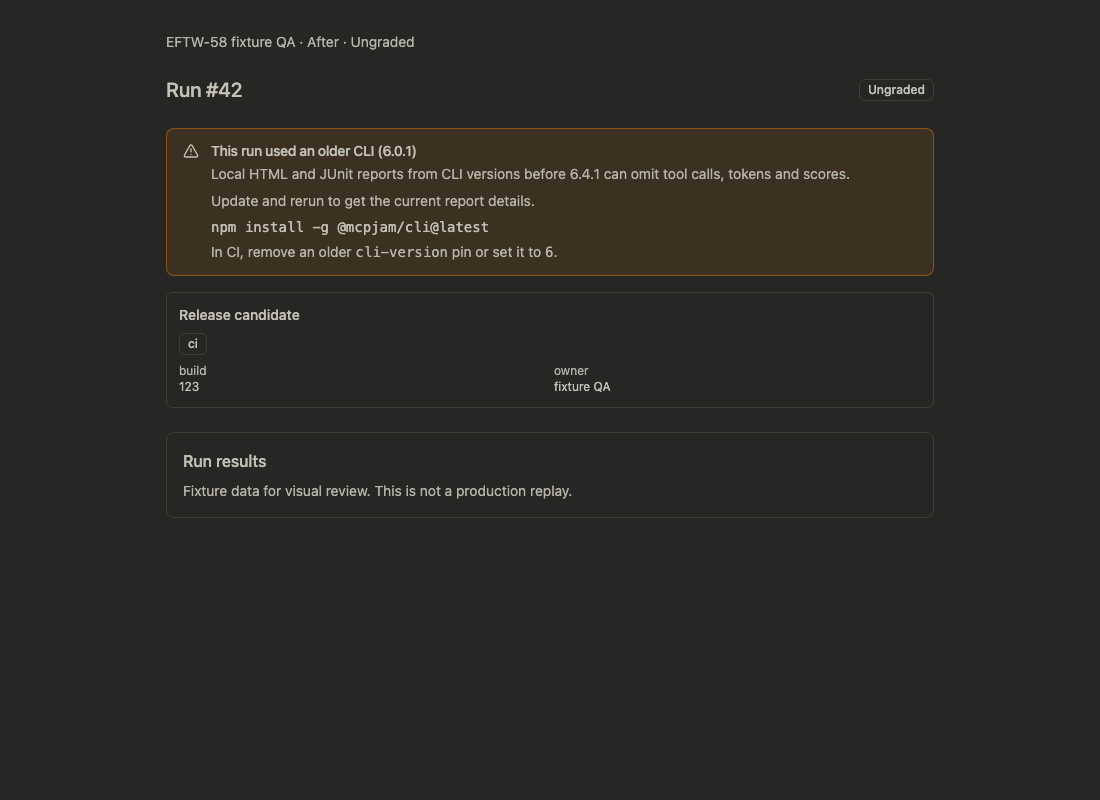 EFTW-58 fixture QA · After · Ungraded
Run #42
Ungraded
This run used an older CLI (6.0.1)
Local HTML and JUnit reports from CLI versions before 6.4.1 can omit tool calls, tokens and scores.
Update and rerun to get the current report details.
npm install -g @mcpjam/cli@latest
In CI, remove an older cli-version pin or set it to 6.
Release candidate
ci
build
owner
123
fixture QA
Run results
Fixture data for visual review. This is not a production replay.